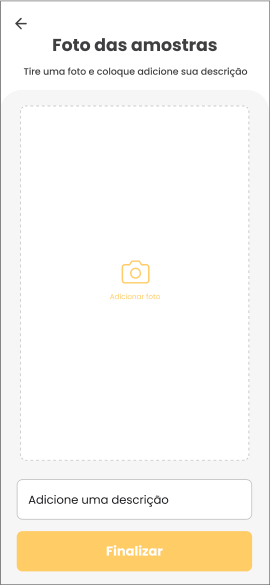 Foto das amostras
Tire uma foto e coloque adicione sua descrição
Adicionar foto
Adicione uma descrição
Finalizar